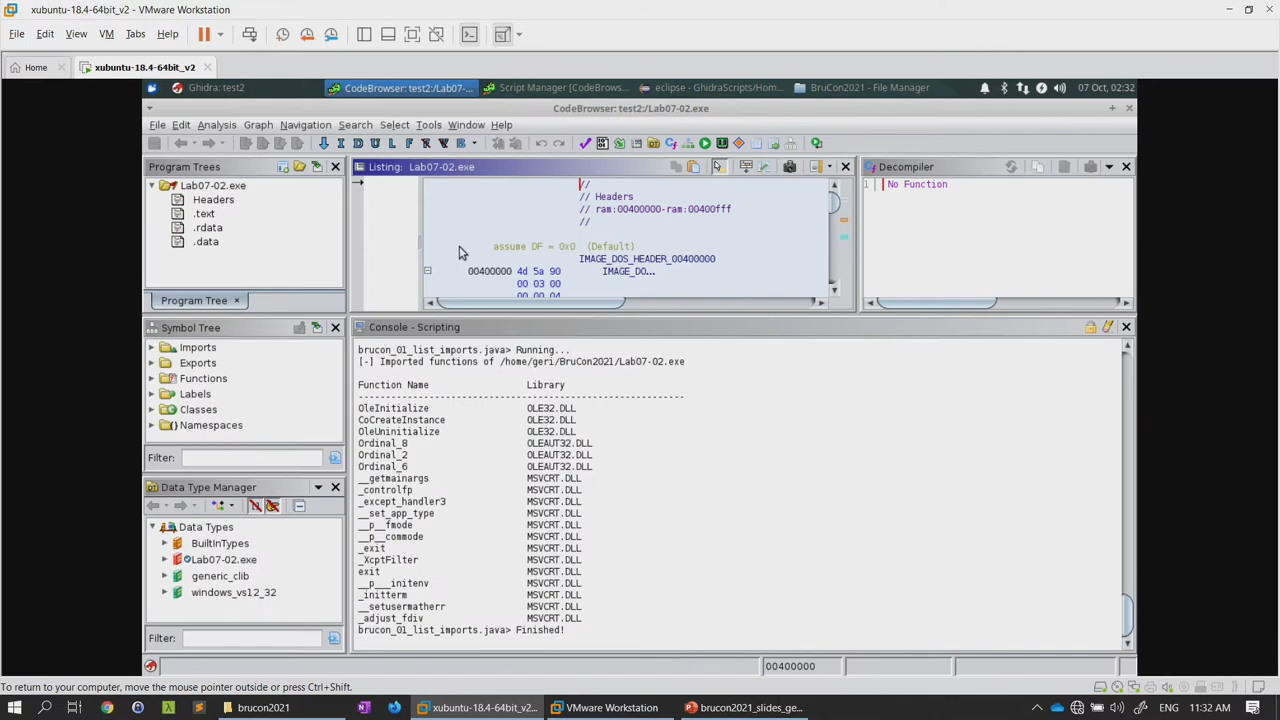 xubuntu-18.4-64bit_v2 - VMware Workstation
File Edit View VM Tabs Help
Home xubuntu-18.4-64bit_v2
Ghidra: test2 CodeBrowser: test2:/Lab07-... Script Manager [CodeBrows... eclipse - GhidraScripts/Hom... BruCon2021 - File Manager 07 Oct, 02:32
CodeBrowser: test2:/Lab07-02.exe
File Edit Analysis Graph Navigation Search Select Tools Window Help
I D U L F R V B
Program Trees
Lab07-02.exe
Headers
.text
.rdata
.data
Program Tree ×
Listing: Lab07-02.exe
//
// Headers
// ram:00400000-ram:00400fff
//
assume DF = 0x0 (Default)
IMAGE_DOS_HEADER_00400000
00400000 4d 5a 90 IMAGE_DO...
00 03 00
00 00 04
Decompiler
1 No Function
Symbol Tree
Imports
Exports
Functions
Labels
Classes
Namespaces
Filter:
Data Type Manager
Data Types
BuiltInTypes
Lab07-02.exe
generic_clib
windows_vs12_32
Filter:
Console - Scripting
brucon_01_list_imports.java> Running...
[-] Imported functions of /home/geri/BruCon2021/Lab07-02.exe
Function Name Library
------------------------------------------------------------
OleInitialize OLE32.DLL
CoCreateInstance OLE32.DLL
OleUninitialize OLE32.DLL
Ordinal_8 OLEAUT32.DLL
Ordinal_2 OLEAUT32.DLL
Ordinal_6 OLEAUT32.DLL
__getmainargs MSVCRT.DLL
_controlfp MSVCRT.DLL
_except_handler3 MSVCRT.DLL
__set_app_type MSVCRT.DLL
__p__fmode MSVCRT.DLL
__p__commode MSVCRT.DLL
_exit MSVCRT.DLL
_XcptFilter MSVCRT.DLL
exit MSVCRT.DLL
__p___initenv MSVCRT.DLL
_initterm MSVCRT.DLL
__setusermatherr MSVCRT.DLL
_adjust_fdiv MSVCRT.DLL
brucon_01_list_imports.java> Finished!
00400000
To return to your computer, move the mouse pointer outside or press Ctrl+Shift.
brucon2021 xubuntu-18.4-64bit_v2... VMware Workstation brucon2021_slides_ge... ENG 11:32 AM